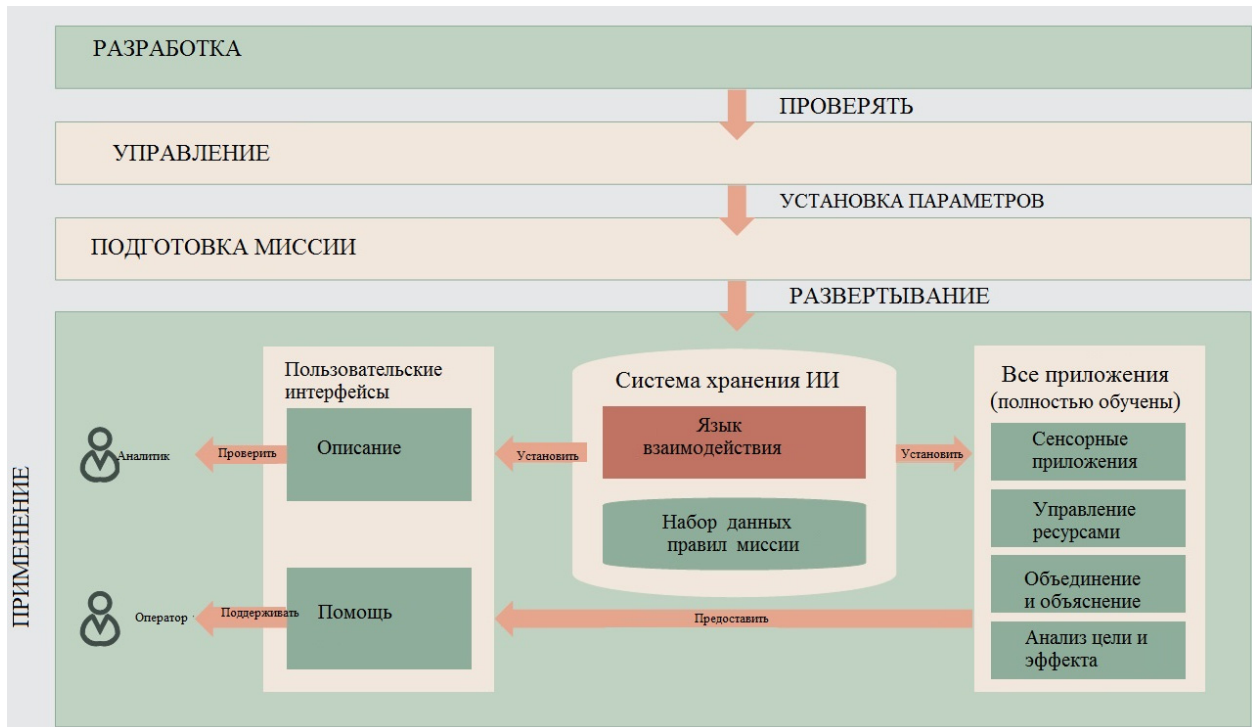 РАЗРАБОТКА
ПРОВЕРЯТЬ
УПРАВЛЕНИЕ
УСТАНОВКА ПАРАМЕТРОВ
ПОДГОТОВКА МИССИИ
РАЗВЕРТЫВАНИЕ
ПРИМЕНЕНИЕ
Пользовательские
интерфейсы
Описание
Проверить
Аналитик
Установить
Система хранения ИИ
Язык
взаимодействия
Набор данных
правил миссии
Установить
Все приложения
(полностью обучены)
Сенсорные
приложения
Управление
ресурсами
Объединение
и объяснение
Анализ цели и
эффекта
Предоставить
Помощь
Поддерживать
Оператор